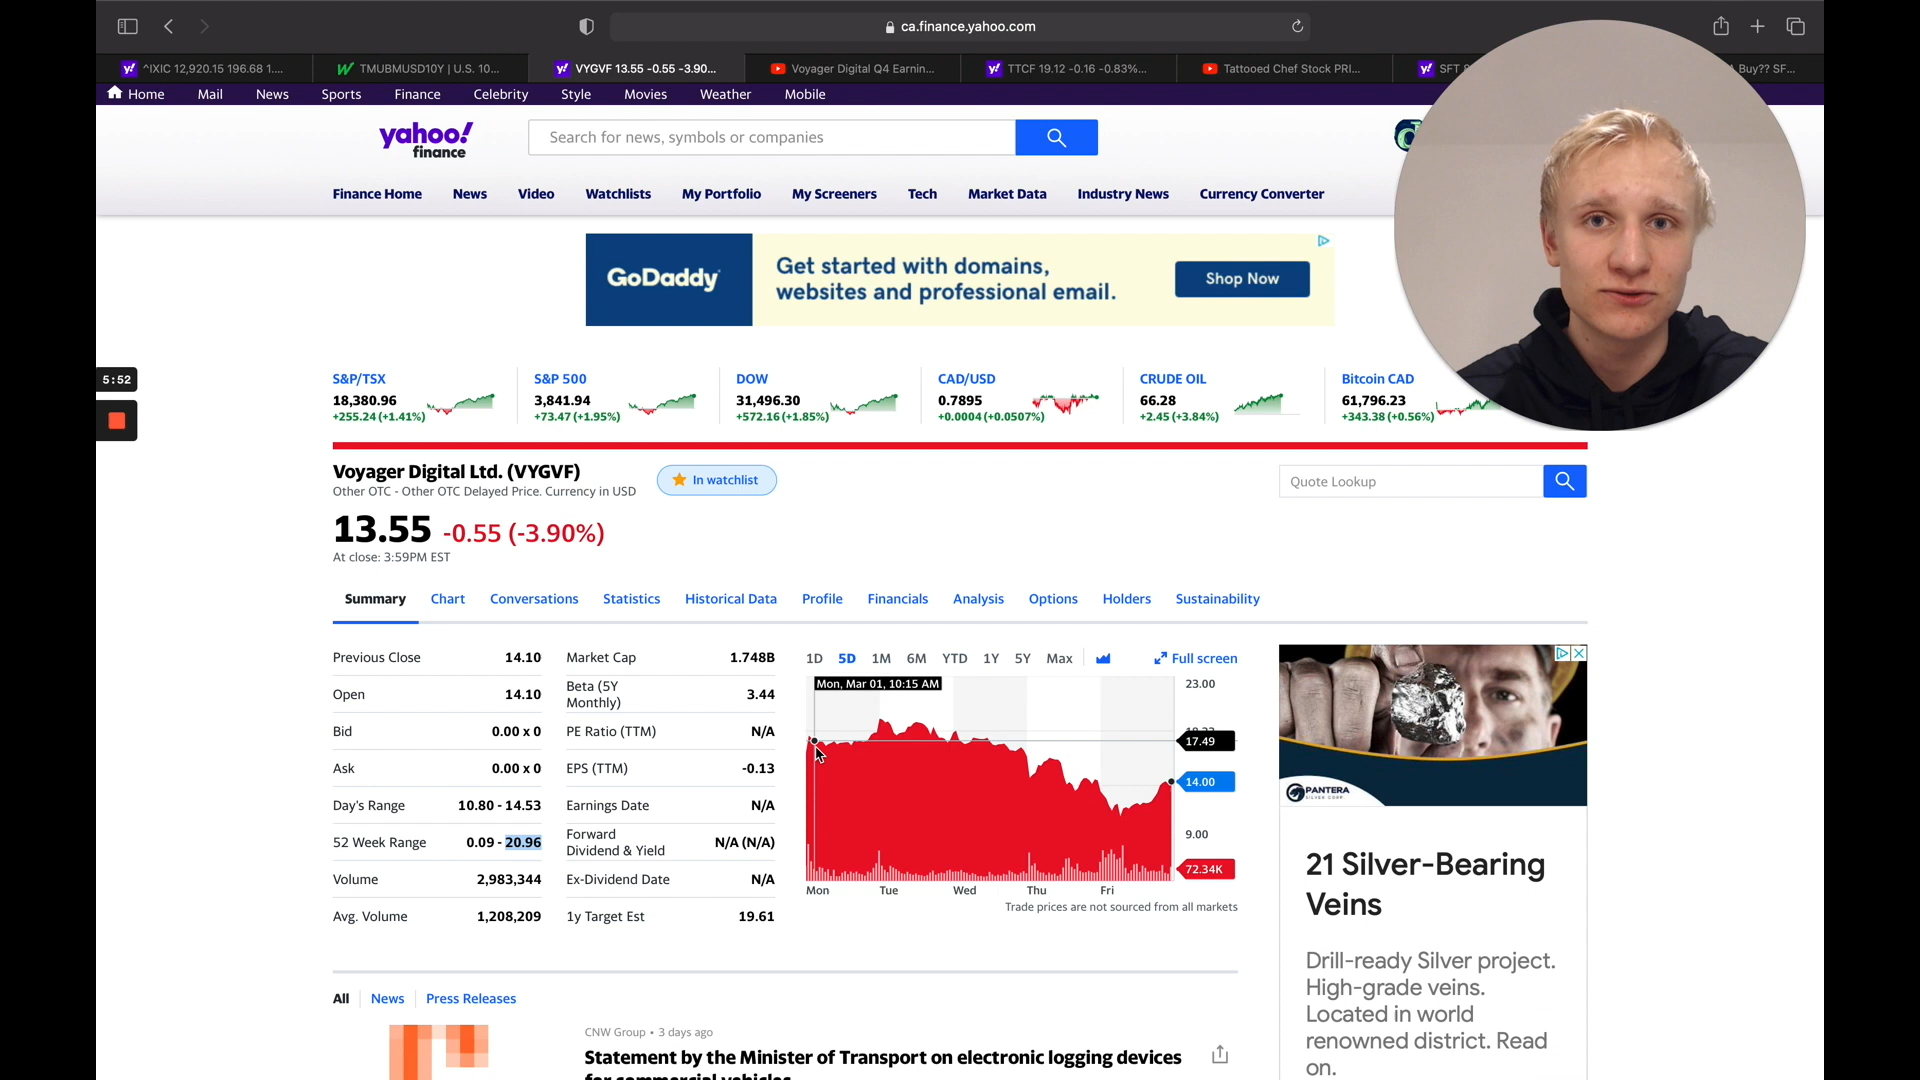 ca.finance.yahoo.com
^IXIC 12,920.15 196.68 1....
TMUBMUSD10Y | U.S. 10...
VYGVF 13.55 -0.55 -3.90...
Voyager Digital Q4 Earnin...
TTCF 19.12 -0.16 -0.83%...
Tattooed Chef Stock PRI...
SFT
Buy?? SF...
Home Mail News Sports Finance Celebrity Style Movies Weather Mobile
yahoo!
finance
Search for news, symbols or companies
Finance Home News Video Watchlists My Portfolio My Screeners Tech Market Data Industry News Currency Converter
GoDaddy
Get started with domains,
websites and professional email.
Shop Now
5:52
S&P/TSX
18,380.96
+255.24 (+1.41%)
S&P 500
3,841.94
+73.47 (+1.95%)
DOW
31,496.30
+572.16 (+1.85%)
CAD/USD
0.7895
+0.0004 (+0.0507%)
CRUDE OIL
66.28
+2.45 (+3.84%)
Bitcoin CAD
61,796.23
+343.38 (+0.56%)
Voyager Digital Ltd. (VYGVF)
Other OTC - Other OTC Delayed Price. Currency in USD
In watchlist
Quote Lookup
13.55 -0.55 (-3.90%)
At close: 3:59PM EST
Summary Chart Conversations Statistics Historical Data Profile Financials Analysis Options Holders Sustainability
Previous Close 14.10
Open 14.10
Bid 0.00 x 0
Ask 0.00 x 0
Day's Range 10.80 - 14.53
52 Week Range 0.09 - 20.96
Volume 2,983,344
Avg. Volume 1,208,209
Market Cap 1.748B
Beta (5Y
Monthly) 3.44
PE Ratio (TTM) N/A
EPS (TTM) -0.13
Earnings Date N/A
Forward
Dividend & Yield N/A (N/A)
Ex-Dividend Date N/A
1y Target Est 19.61
1D 5D 1M 6M YTD 1Y 5Y Max
Full screen
Mon, Mar 01, 10:15 AM
23.00
17.49
14.00
9.00
72.34K
Mon Tue Wed Thu Fri
Trade prices are not sourced from all markets
PANTERA
SILVER CORP.
21 Silver-Bearing
Veins
Drill-ready Silver project.
High-grade veins.
Located in world
renowned district. Read
on.
All News Press Releases
CNW Group • 3 days ago
Statement by the Minister of Transport on electronic logging devices
for commercial vehicles